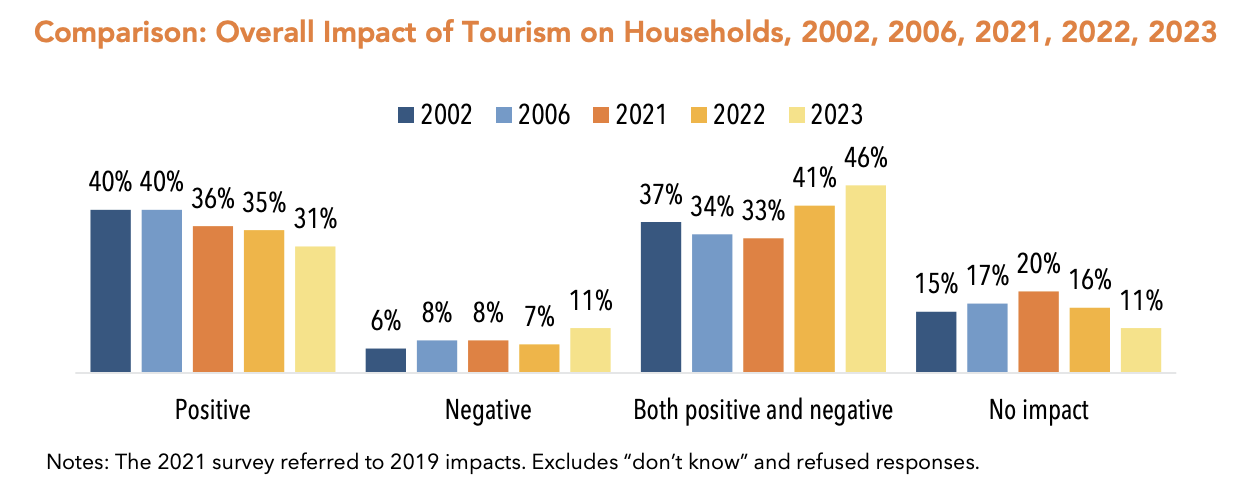 Comparison: Overall Impact of Tourism on Households, 2002, 2006, 2021, 2022, 2023
2002 2006 2021 2022 2023
40% 40% 36% 35% 31%
6% 8% 8% 7% 11%
37% 34% 33% 41% 46%
15% 17% 20% 16% 11%
Positive Negative Both positive and negative No impact
Notes: The 2021 survey referred to 2019 impacts. Excludes “don’t know” and refused responses.